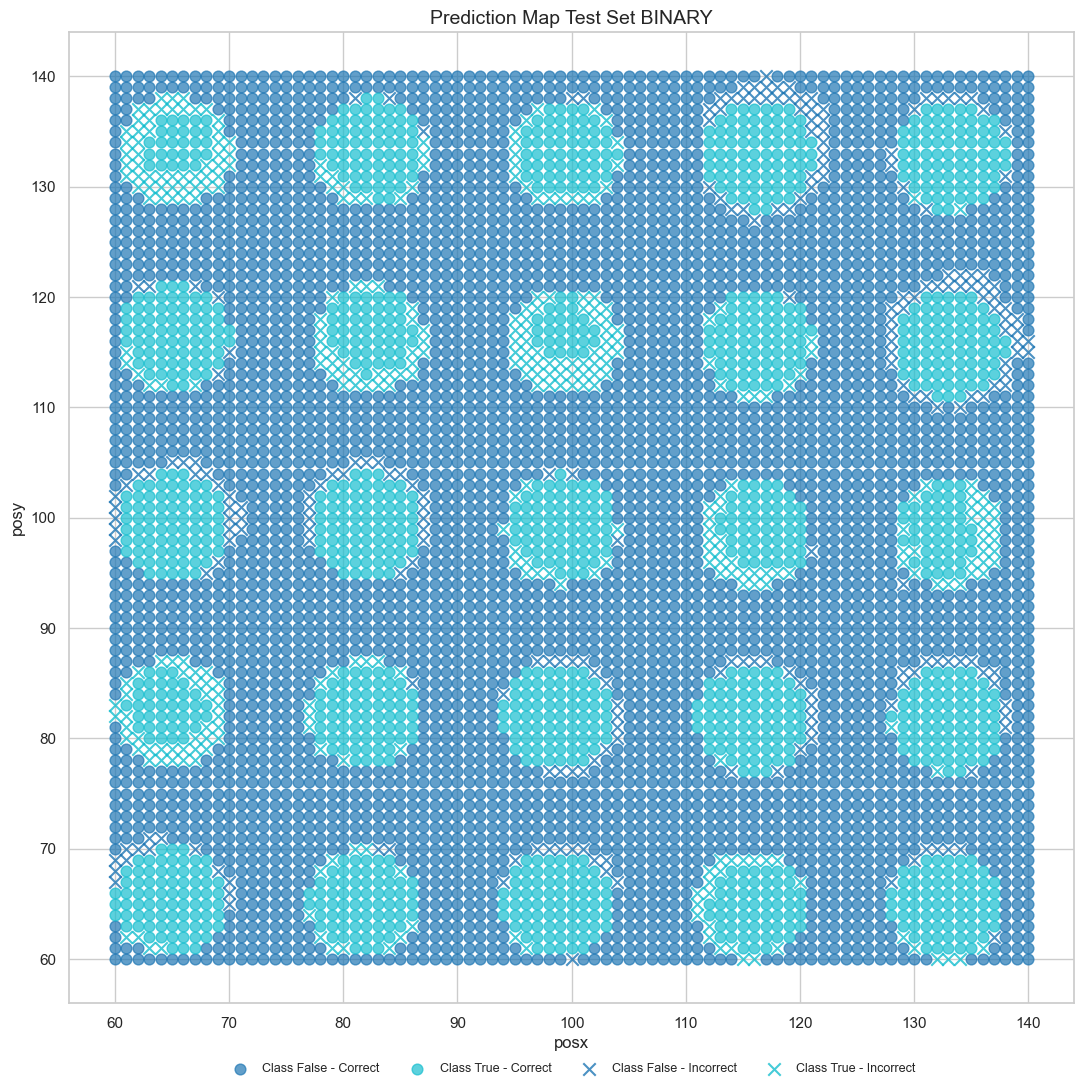 Prediction Map Test Set BINARY
posy
140
130
120
110
100
90
80
70
60
60 70 80 90 100 110 120 130 140
posx
Class False - Correct Class True - Correct Class False - Incorrect Class True - Incorrect